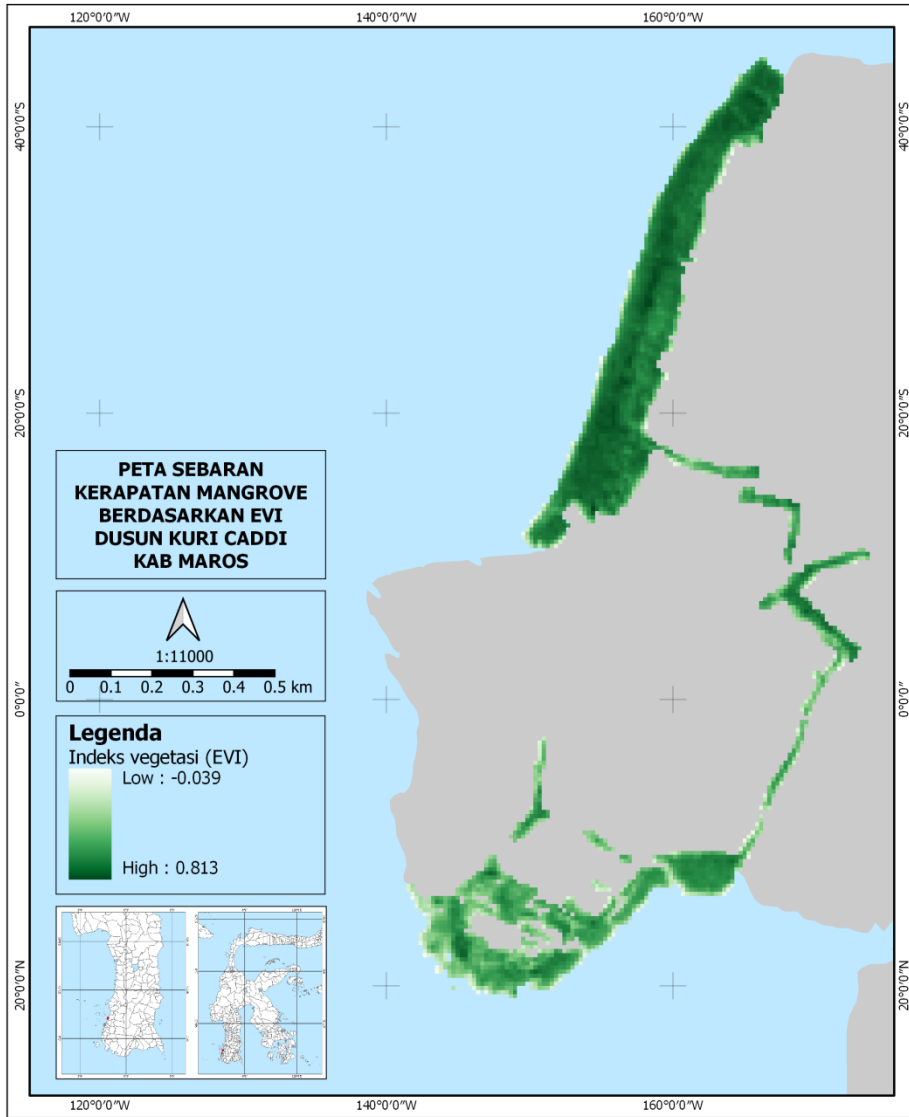 120°0'0"W 140°0'0"W 160°0'0"W
40°0'0"S 40°0'0"S
20°0'0"S 20°0'0"S
PETA SEBARAN
KERAPATAN MANGROVE
BERDASARKAN EVI
DUSUN KURI CADDI
KAB MAROS
1:11000
0 0.1 0.2 0.3 0.4 0.5 km
0°0'0" 0°0'0"
Legenda
Indeks vegetasi (EVI)
Low : -0.039
High : 0.813
20°0'0"N 20°0'0"N
120°0'0"W 140°0'0"W 160°0'0"W